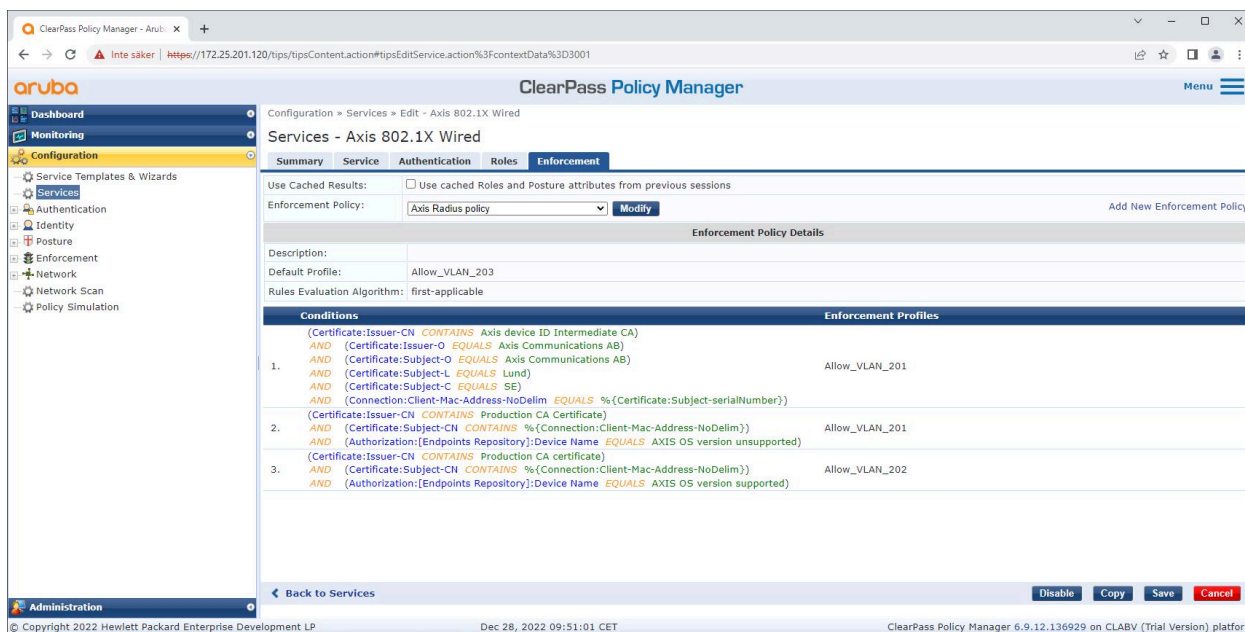 ClearPass Policy Manager - Arub
Inte säker | https://172.25.201.120/tips/tipsContent.action#tipsEditService.action%3FcontextData%3D3001
aruba
ClearPass Policy Manager
Menu
Dashboard
Monitoring
Configuration
Service Templates & Wizards
Services
Authentication
Identity
Posture
Enforcement
Network
Network Scan
Policy Simulation
Administration
Configuration » Services » Edit - Axis 802.1X Wired
Services - Axis 802.1X Wired
Summary Service Authentication Roles Enforcement
Use Cached Results: Use cached Roles and Posture attributes from previous sessions
Enforcement Policy: Axis Radius policy Modify Add New Enforcement Policy
Enforcement Policy Details
Description:
Default Profile: Allow_VLAN_203
Rules Evaluation Algorithm: first-applicable
Conditions Enforcement Profiles
(Certificate:Issuer-CN CONTAINS Axis device ID Intermediate CA)
AND (Certificate:Issuer-O EQUALS Axis Communications AB)
AND (Certificate:Subject-O EQUALS Axis Communications AB)
1. AND (Certificate:Subject-L EQUALS Lund) Allow_VLAN_201
AND (Certificate:Subject-C EQUALS SE)
AND (Connection:Client-Mac-Address-NoDelim EQUALS %{Certificate:Subject-serialNumber})
(Certificate:Issuer-CN CONTAINS Production CA Certificate)
2. AND (Certificate:Subject-CN CONTAINS %{Connection:Client-Mac-Address-NoDelim}) Allow_VLAN_201
AND (Authorization:[Endpoints Repository]:Device Name EQUALS AXIS OS version unsupported)
(Certificate:Issuer-CN CONTAINS Production CA certificate)
3. AND (Certificate:Subject-CN CONTAINS %{Connection:Client-Mac-Address-NoDelim}) Allow_VLAN_202
AND (Authorization:[Endpoints Repository]:Device Name EQUALS AXIS OS version supported)
Back to Services Disable Copy Save Cancel
© Copyright 2022 Hewlett Packard Enterprise Development LP Dec 28, 2022 09:51:01 CET ClearPass Policy Manager 6.9.12.136929 on CLABV (Trial Version) platfor